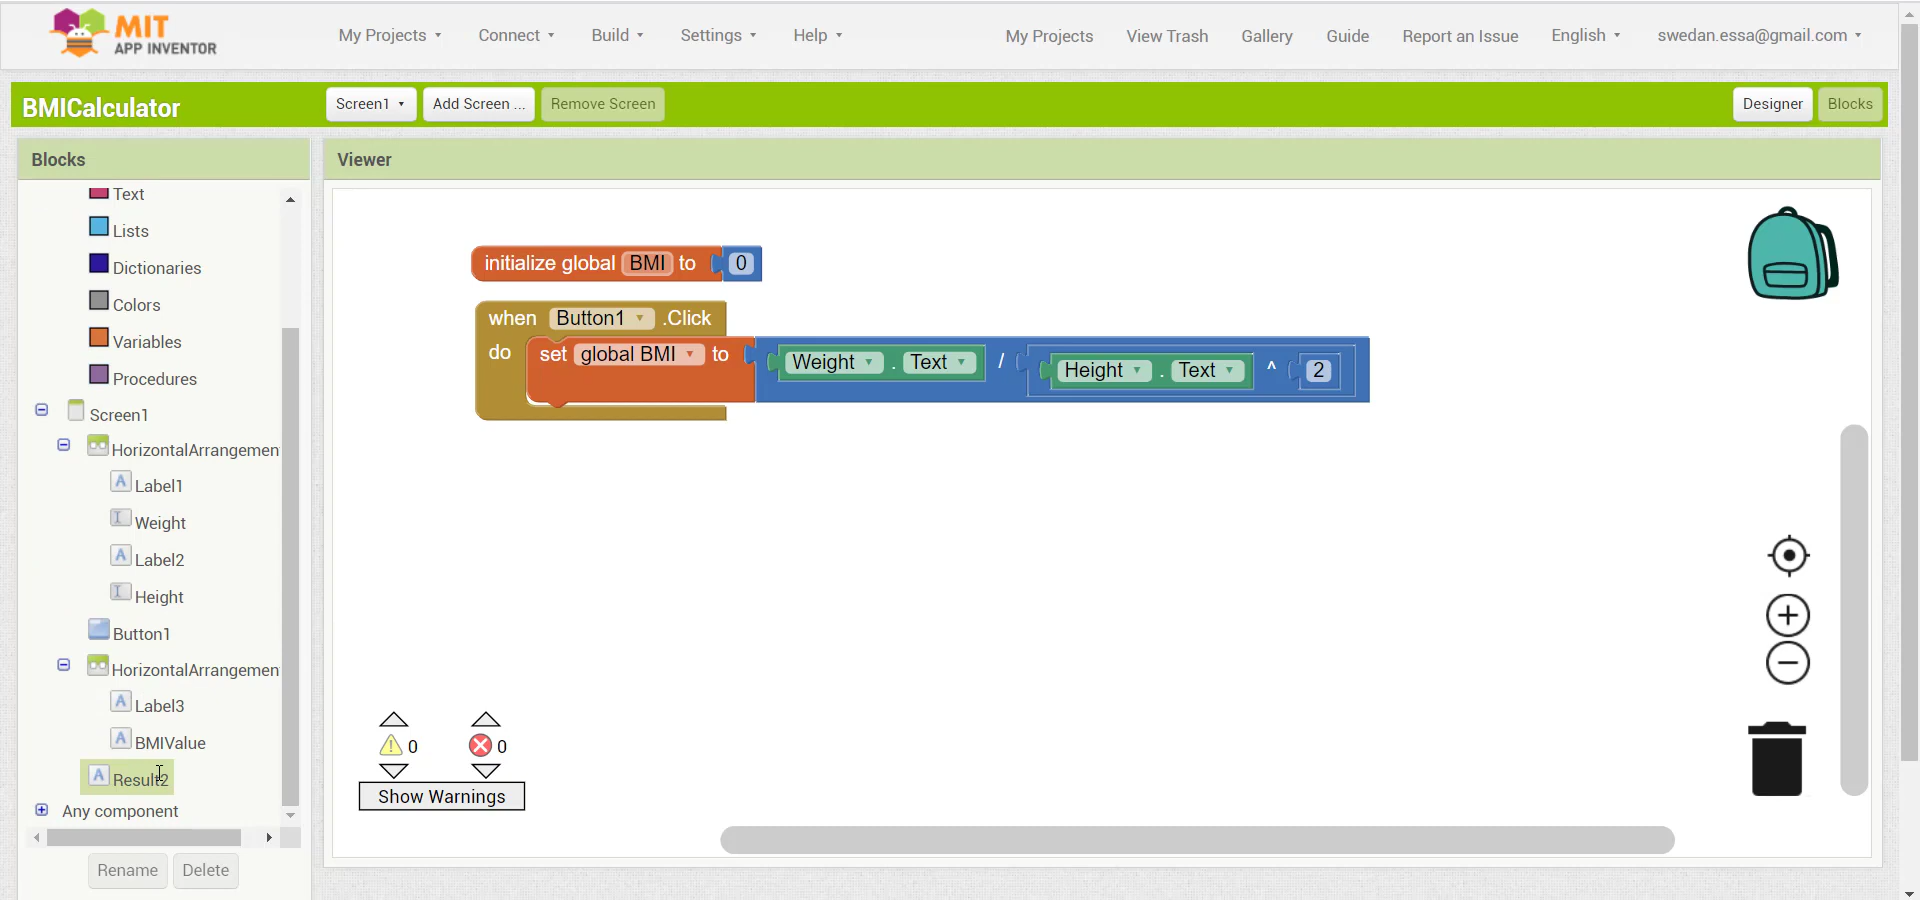 MIT
APP INVENTOR
My Projects
Connect
Build
Settings
Help
My Projects
View Trash
Gallery
Guide
Report an Issue
English
swedan.essa@gmail.com
BMICalculator
Screen1
Add Screen ...
Remove Screen
Designer
Blocks
Blocks
Text
Lists
Dictionaries
Colors
Variables
Procedures
Screen1
HorizontalArrangemen
Label1
Weight
Label2
Height
Button1
HorizontalArrangemen
Label3
BMIValue
Result2
Any component
Rename
Delete
Viewer
initialize global BMI to 0
when Button1 .Click
do set global BMI to Weight . Text / Height . Text ^ 2
0 0
Show Warnings